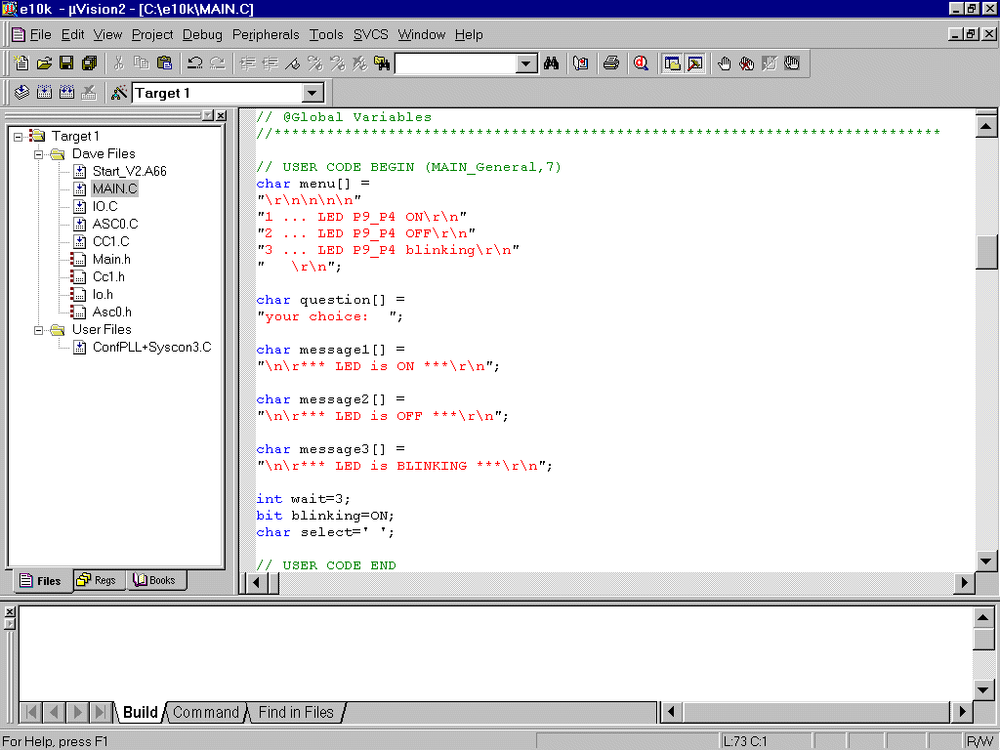 e10k - µVision2 - [C:\e10k\MAIN.C]
File Edit View Project Debug Peripherals Tools SVCS Window Help
Target 1
Target 1
Dave Files
Start_V2.A66
MAIN.C
IO.C
ASC0.C
CC1.C
Main.h
Cc1.h
Io.h
Asc0.h
User Files
ConfPLL+Syscon3.C
Files Regs Books
// @Global Variables
//****************************************************************************
// USER CODE BEGIN (MAIN_General,7)
char menu[] =
"\r\n\n\n\n"
"1 ... LED P9_P4 ON\r\n"
"2 ... LED P9_P4 OFF\r\n"
"3 ... LED P9_P4 blinking\r\n"
"   \r\n";
char question[] =
"your choice:  ";
char message1[] =
"\n\r*** LED is ON ***\r\n";
char message2[] =
"\n\r*** LED is OFF ***\r\n";
char message3[] =
"\n\r*** LED is BLINKING ***\r\n";
int wait=3;
bit blinking=ON;
char select=' ';
// USER CODE END
Build Command Find in Files
For Help, press F1
L:73 C:1
R/W